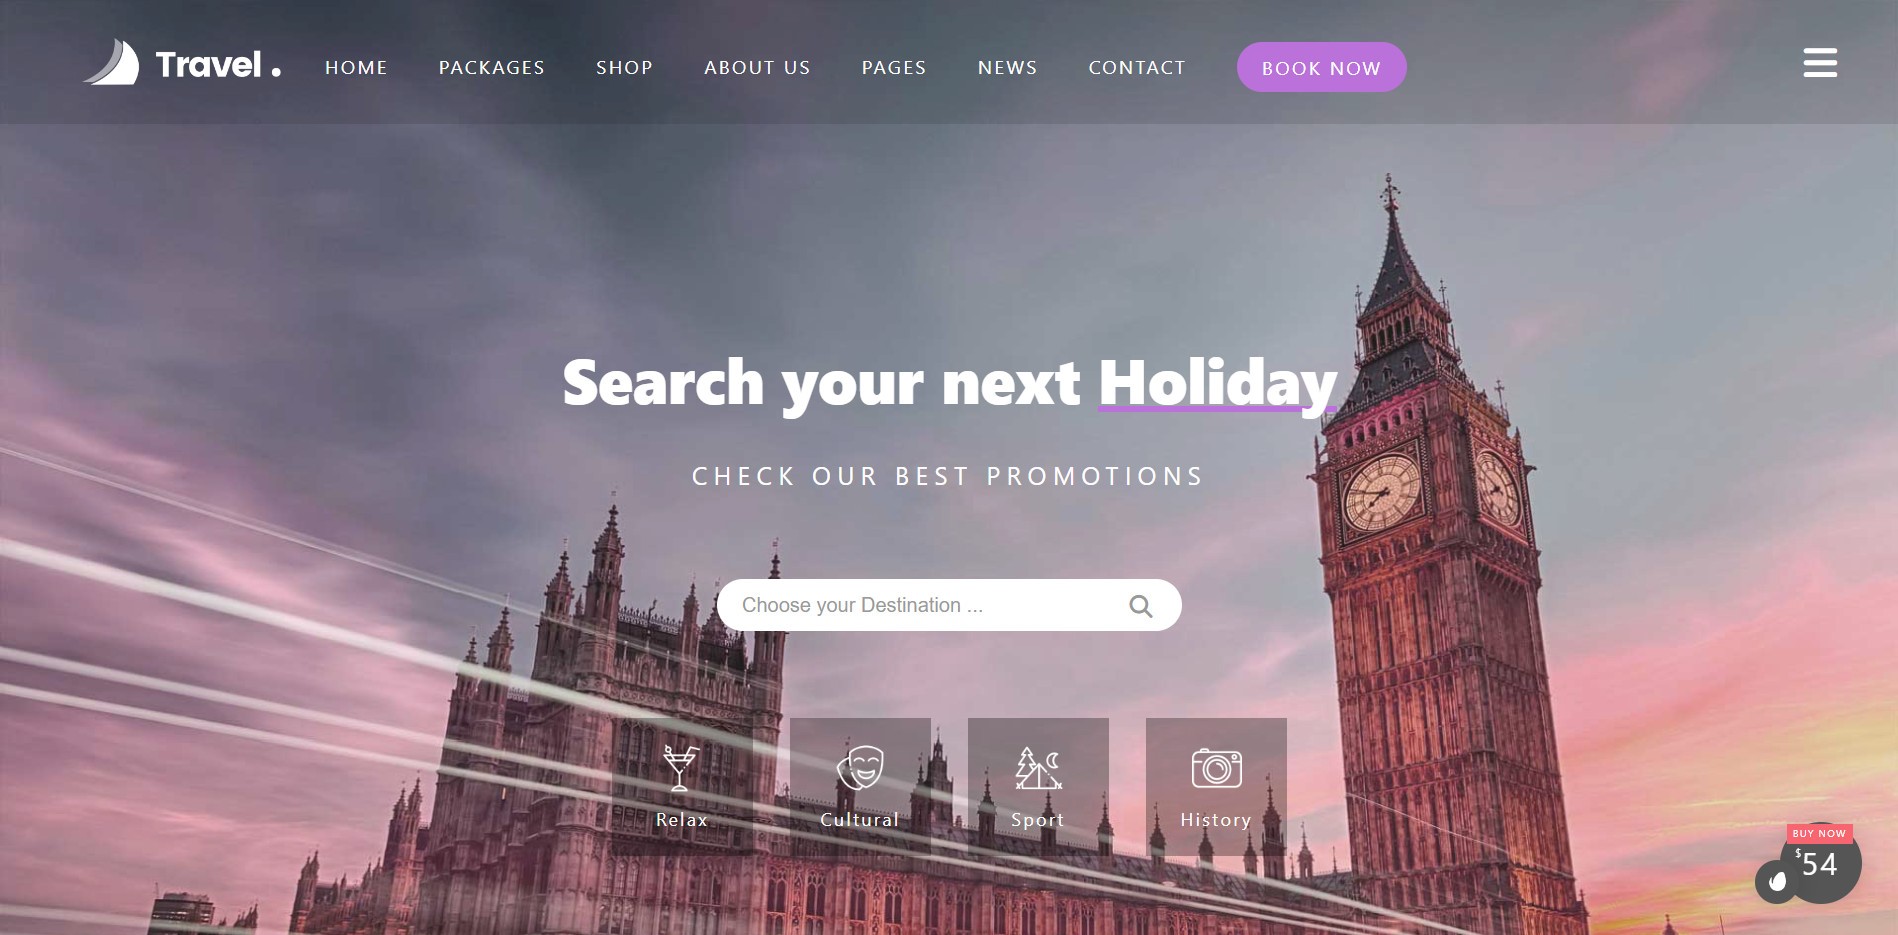 Travel .
HOME
PACKAGES
SHOP
ABOUT US
PAGES
NEWS
CONTACT
BOOK NOW
Search your next Holiday
CHECK OUR BEST PROMOTIONS
Choose your Destination ...
Relax
Cultural
Sport
History
BUY NOW
$54